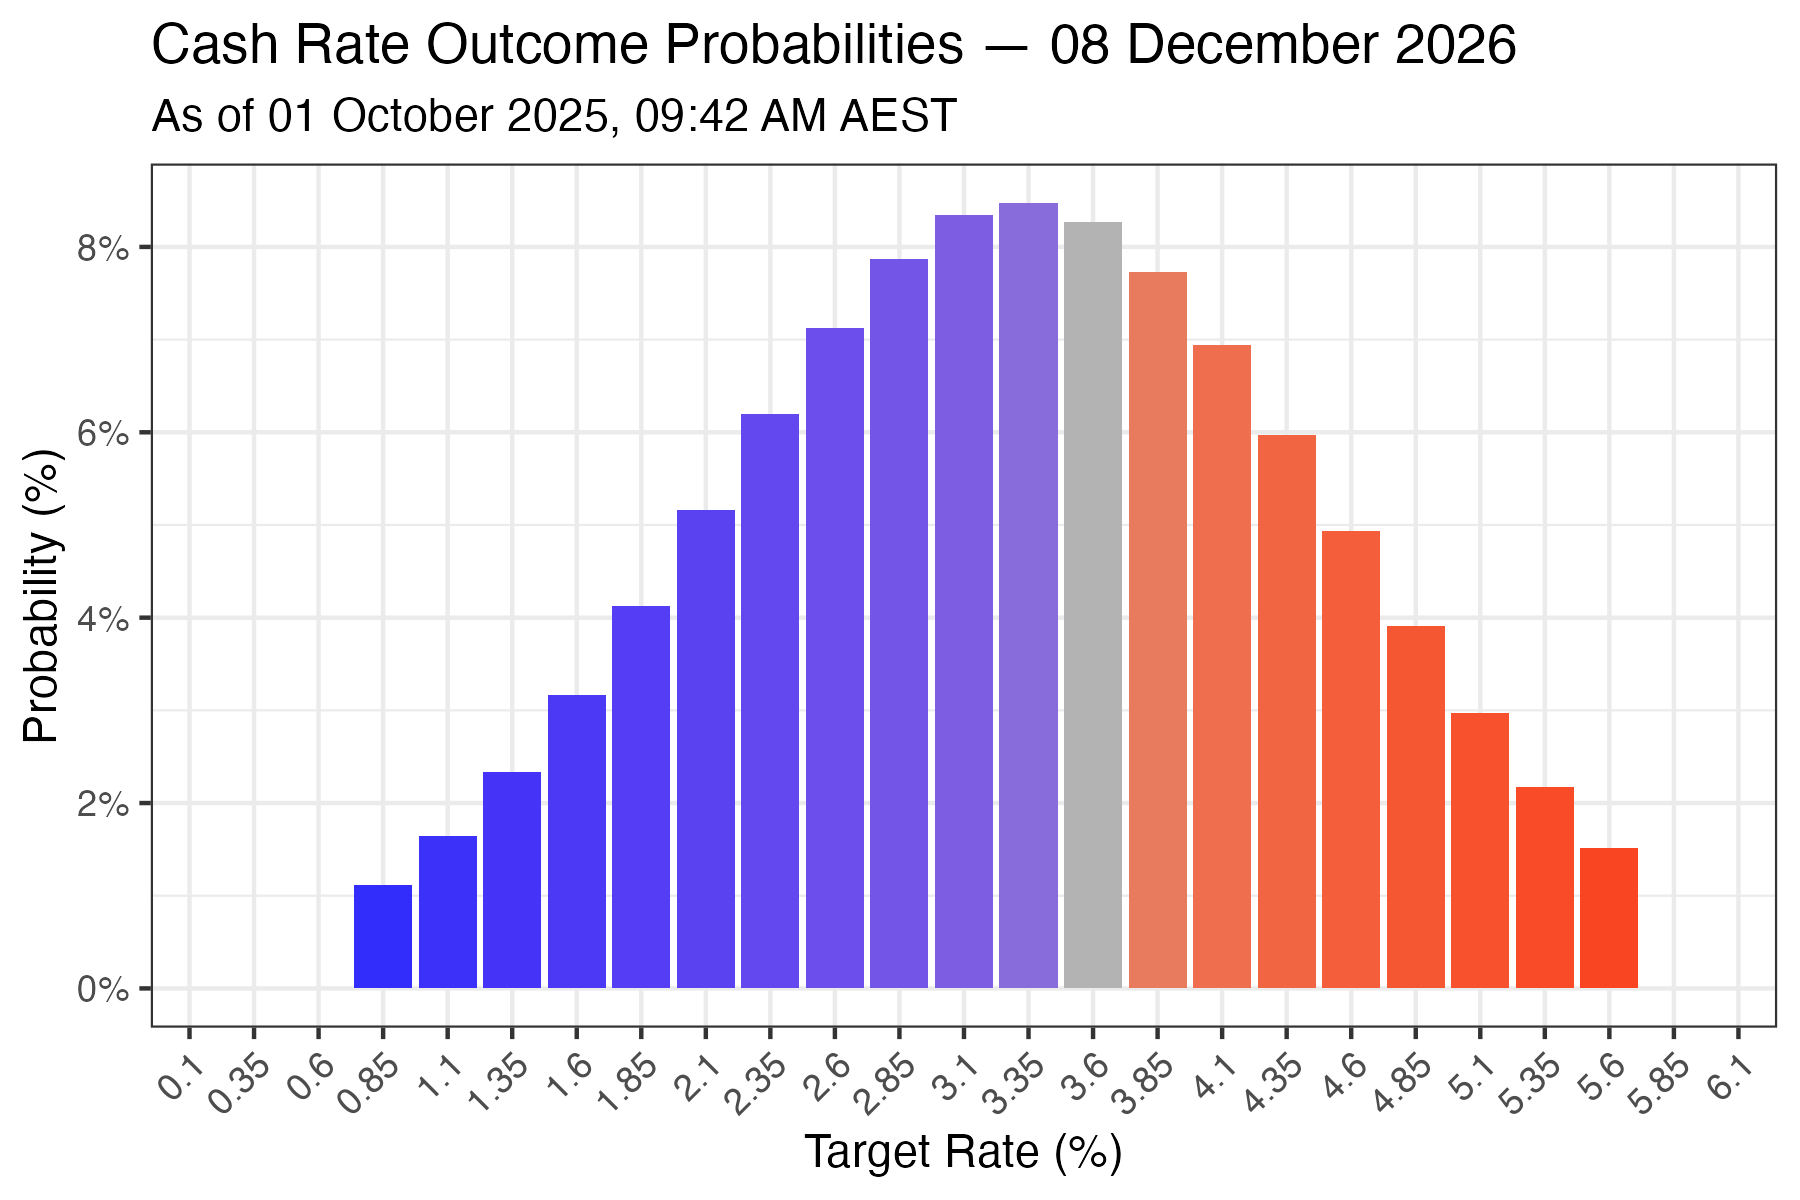 Cash Rate Outcome Probabilities — 08 December 2026
As of 01 October 2025, 09:42 AM AEST
Probability (%)
8%
6%
4%
2%
0%
0.1 0.35 0.6 0.85 1.1 1.35 1.6 1.85 2.1 2.35 2.6 2.85 3.1 3.35 3.6 3.85 4.1 4.35 4.6 4.85 5.1 5.35 5.6 5.85 6.1
Target Rate (%)